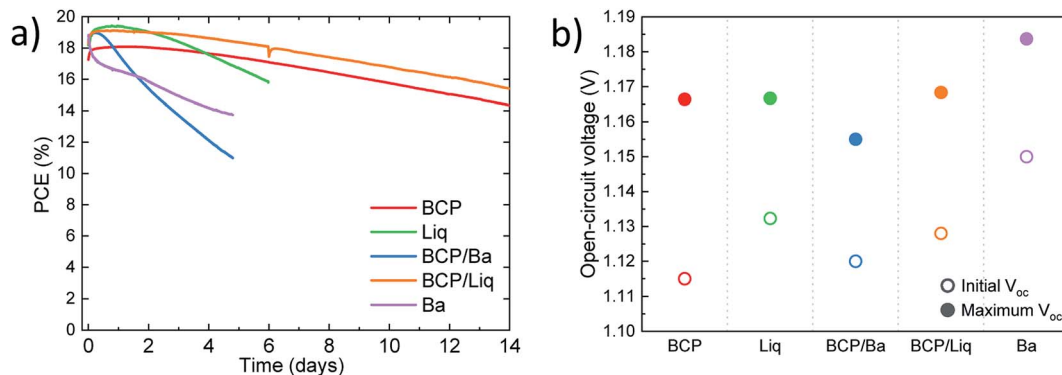 a)
PCE (%)
20
18
16
14
12
10
8
6
4
2
0
BCP
Liq
BCP/Ba
BCP/Liq
Ba
0 2 4 6 8 10 12 14
Time (days)
b)
Open-circuit voltage (V)
1.19
1.18
1.17
1.16
1.15
1.14
1.13
1.12
1.11
1.10
Initial Voc
Maximum Voc
BCP Liq BCP/Ba BCP/Liq Ba